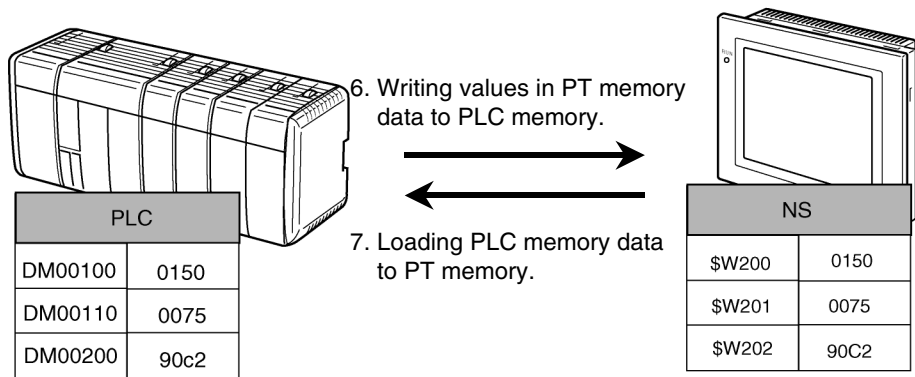 RUN
6. Writing values in PT memory
data to PLC memory.
7. Loading PLC memory data
to PT memory.
PLC
DM00100 0150
DM00110 0075
DM00200 90c2
NS
$W200 0150
$W201 0075
$W202 90C2